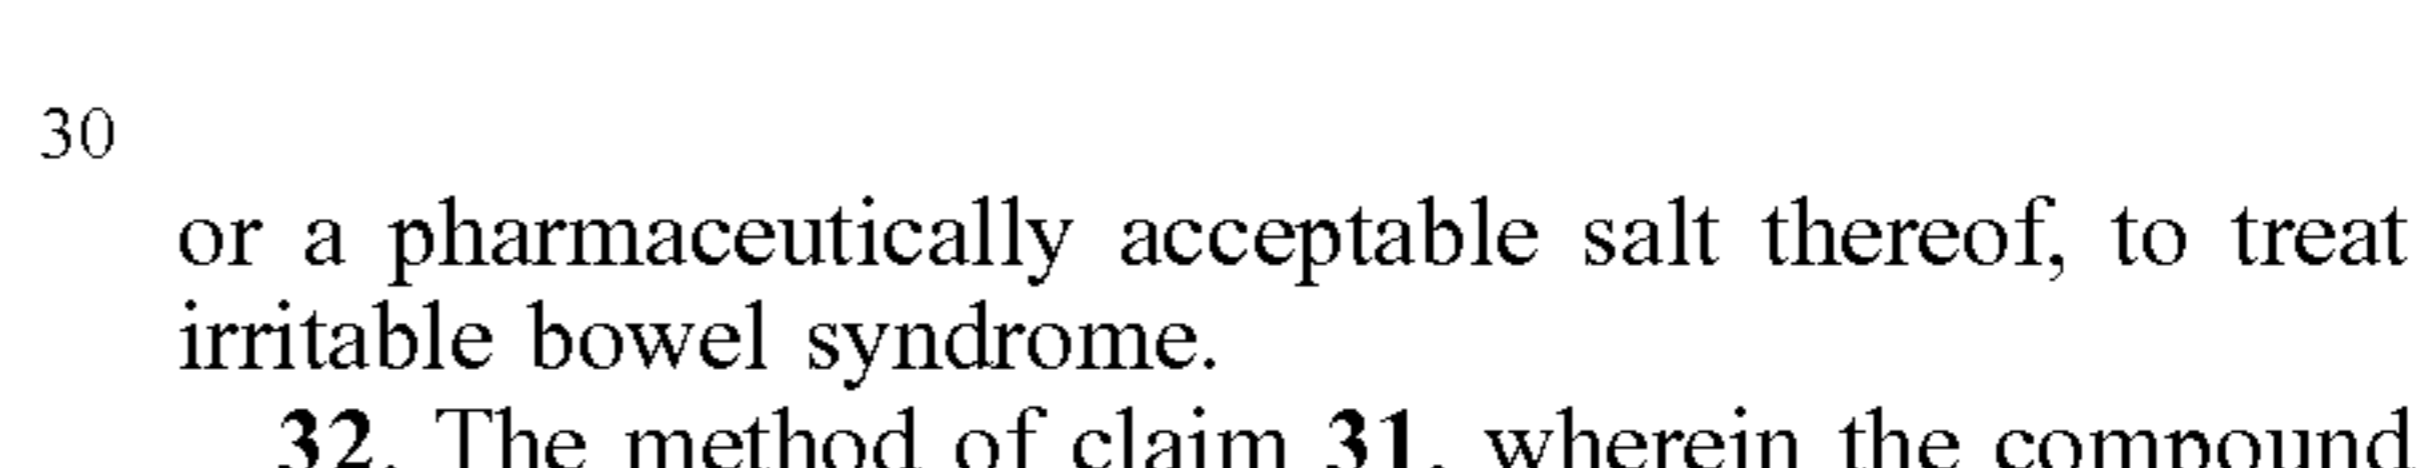 30
or a pharmaceutically acceptable salt thereof, to treat
irritable bowel syndrome.
32. The method of claim 31, wherein the compound